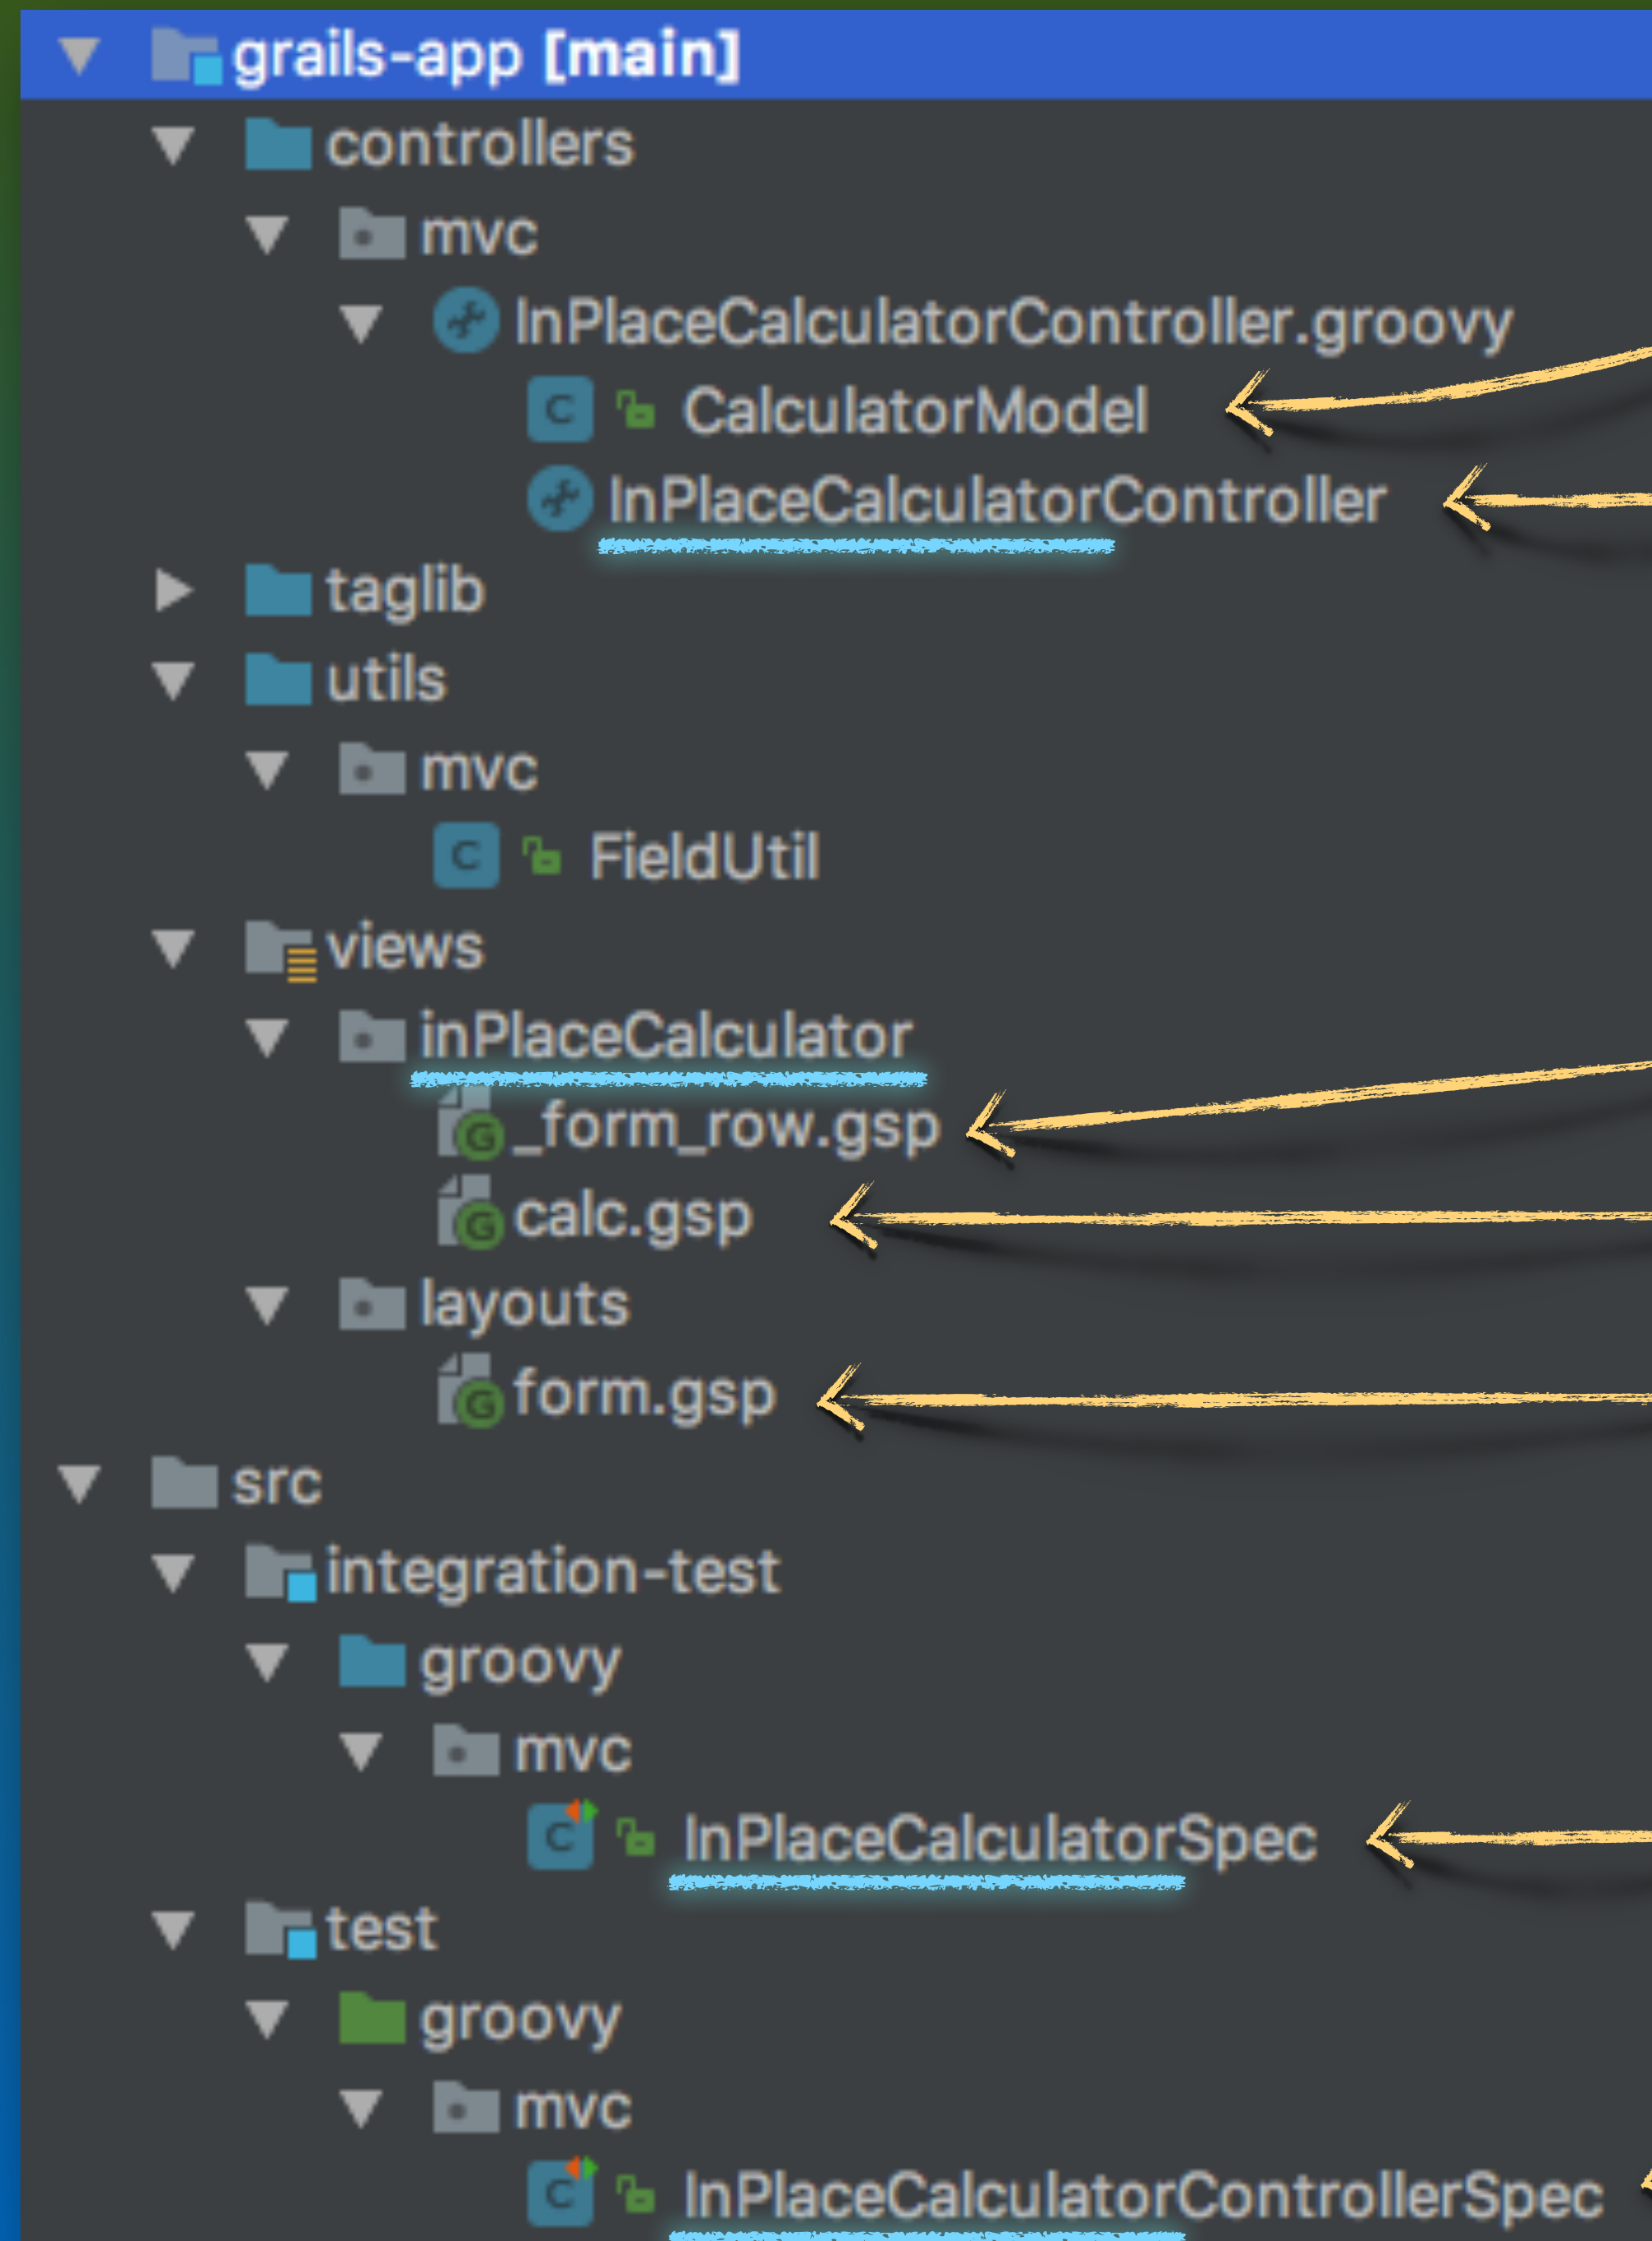 grails-app [main]
controllers
mvc
InPlaceCalculatorController.groovy
C CalculatorModel
InPlaceCalculatorController
taglib
utils
mvc
C FieldUtil
views
inPlaceCalculator
G _form_row.gsp
G calc.gsp
layouts
G form.gsp
src
integration-test
groovy
mvc
C InPlaceCalculatorSpec
test
groovy
mvc
C InPlaceCalculatorControllerSpec